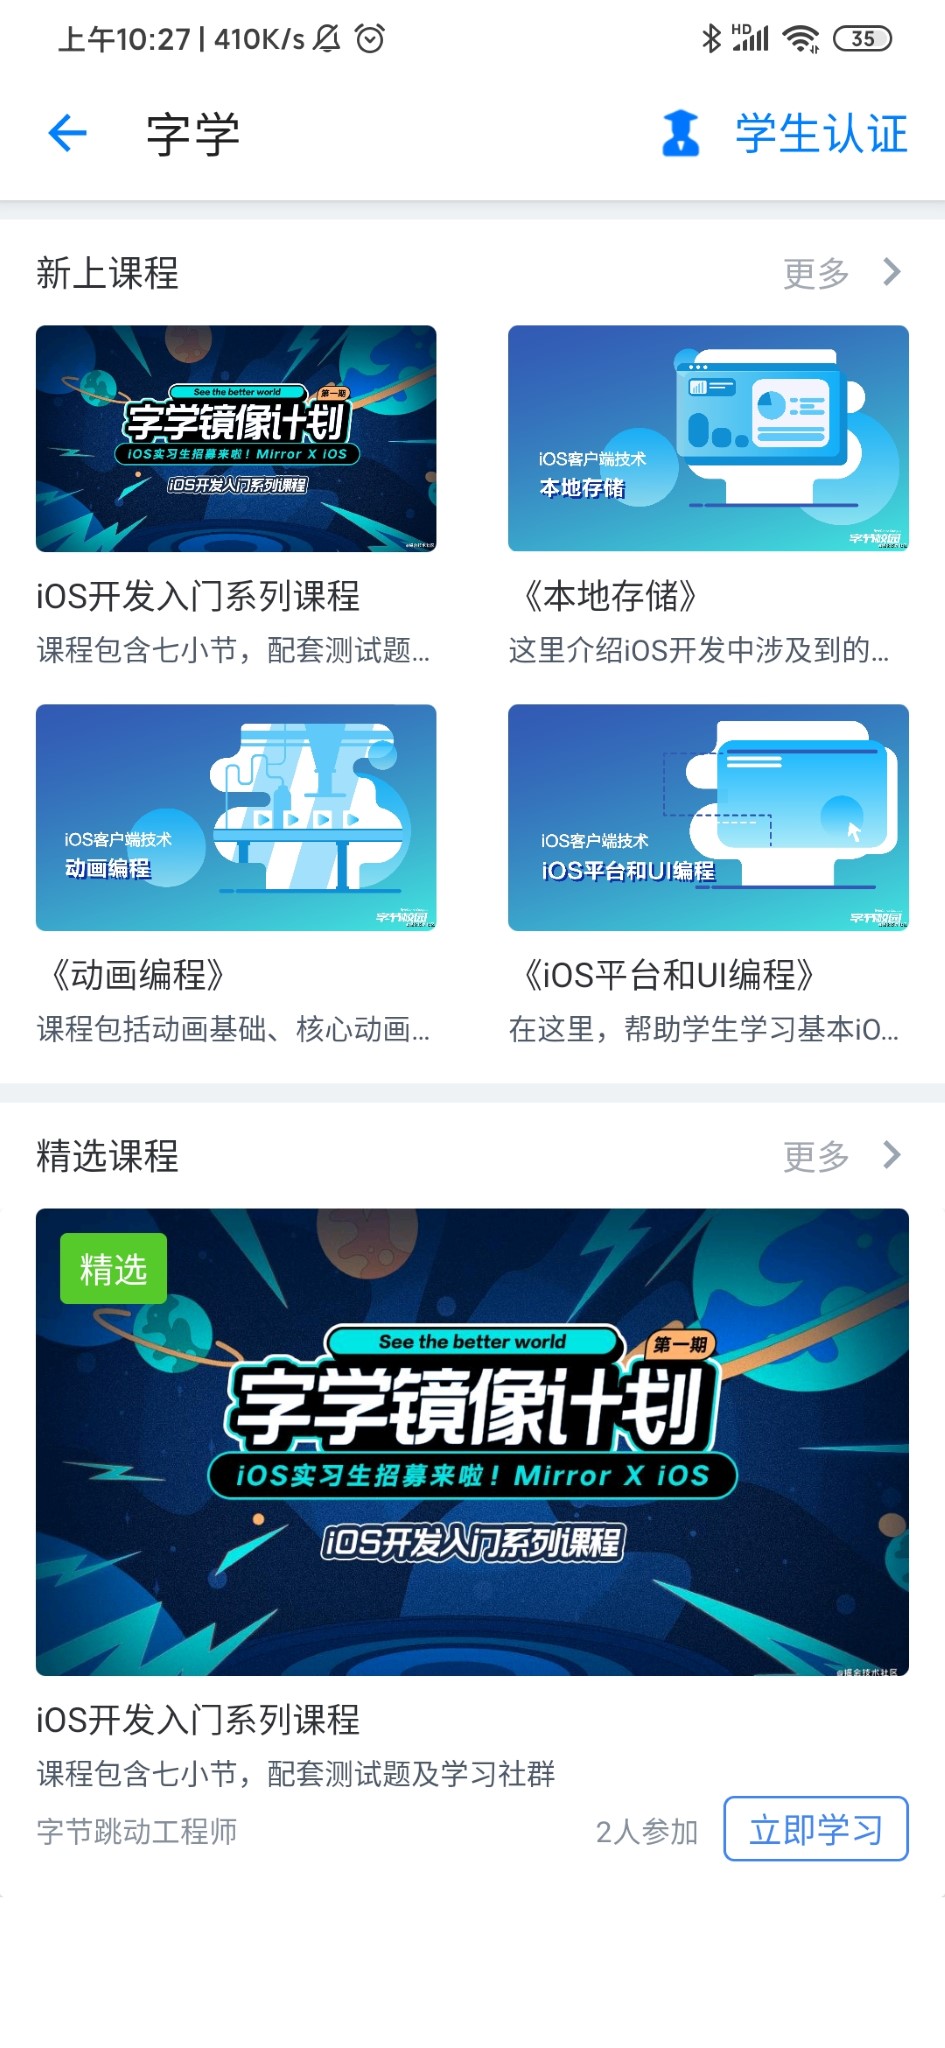 上午10:27 | 410K/s
HD
35
字学
学生认证
新上课程
更多
See the better world
第一期
字学镜像计划
iOS实习生招募来啦！Mirror X iOS
iOS开发入门系列课程
iOS客户端技术
本地存储
字节校园
iOS开发入门系列课程
《本地存储》
课程包含七小节，配套测试题...
这里介绍iOS开发中涉及到的...
iOS客户端技术
动画编程
字节校园
iOS客户端技术
iOS平台和UI编程
字节校园
《动画编程》
《iOS平台和UI编程》
课程包括动画基础、核心动画...
在这里，帮助学生学习基本iO...
精选课程
更多
精选
See the better world
第一期
字学镜像计划
iOS实习生招募来啦！Mirror X iOS
iOS开发入门系列课程
@掘金技术社区
iOS开发入门系列课程
课程包含七小节，配套测试题及学习社群
字节跳动工程师
2人参加
立即学习